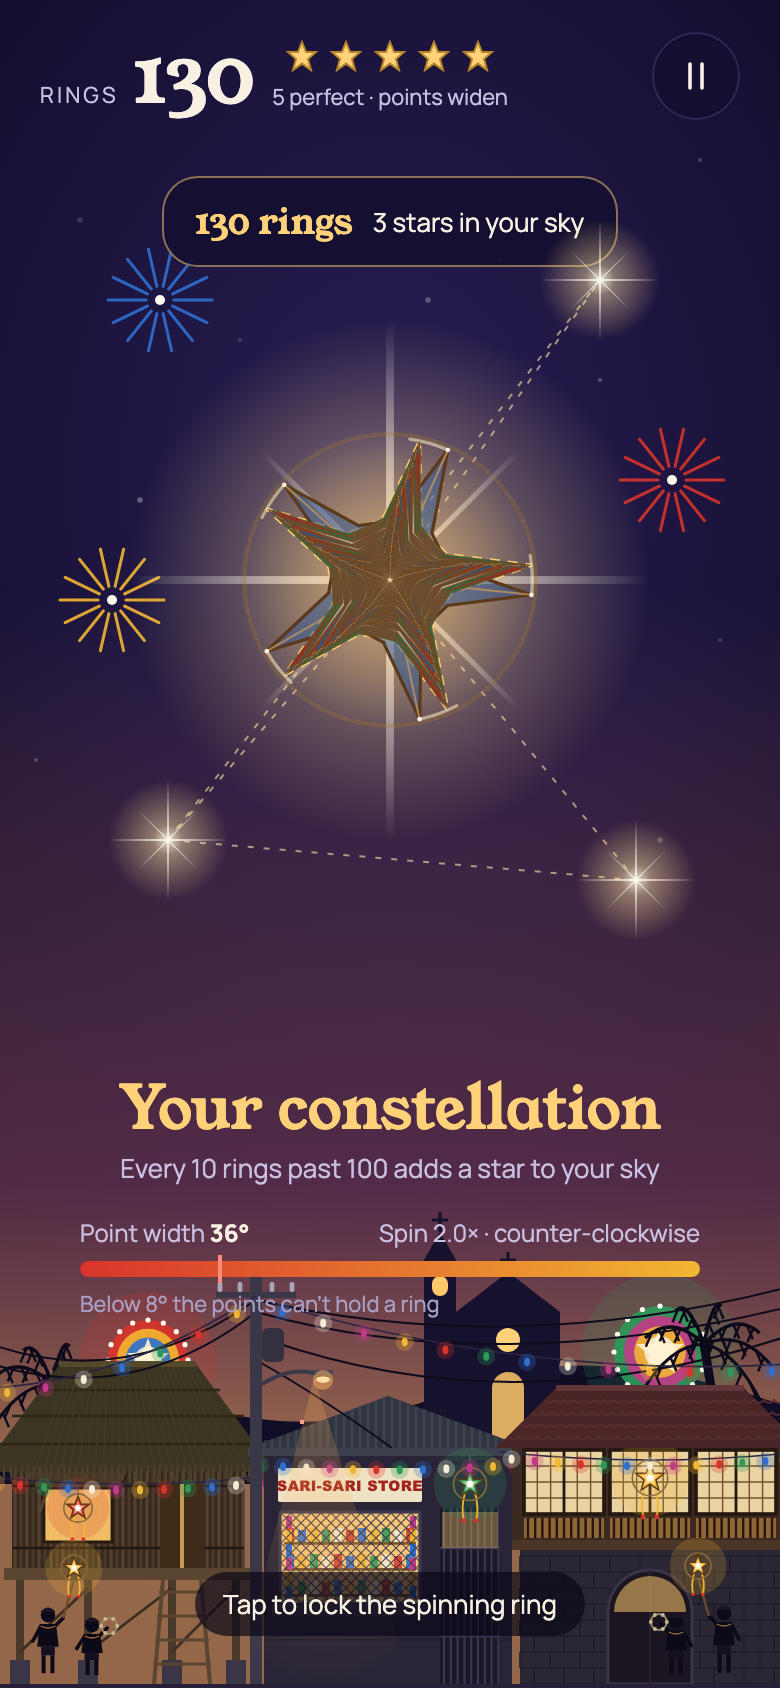 RINGS 130
5 perfect · points widen
130 rings 3 stars in your sky
Your constellation
Every 10 rings past 100 adds a star to your sky
Point width 36° Spin 2.0× · counter-clockwise
Below 8° the points can't hold a ring
SARI-SARI STORE
Tap to lock the spinning ring